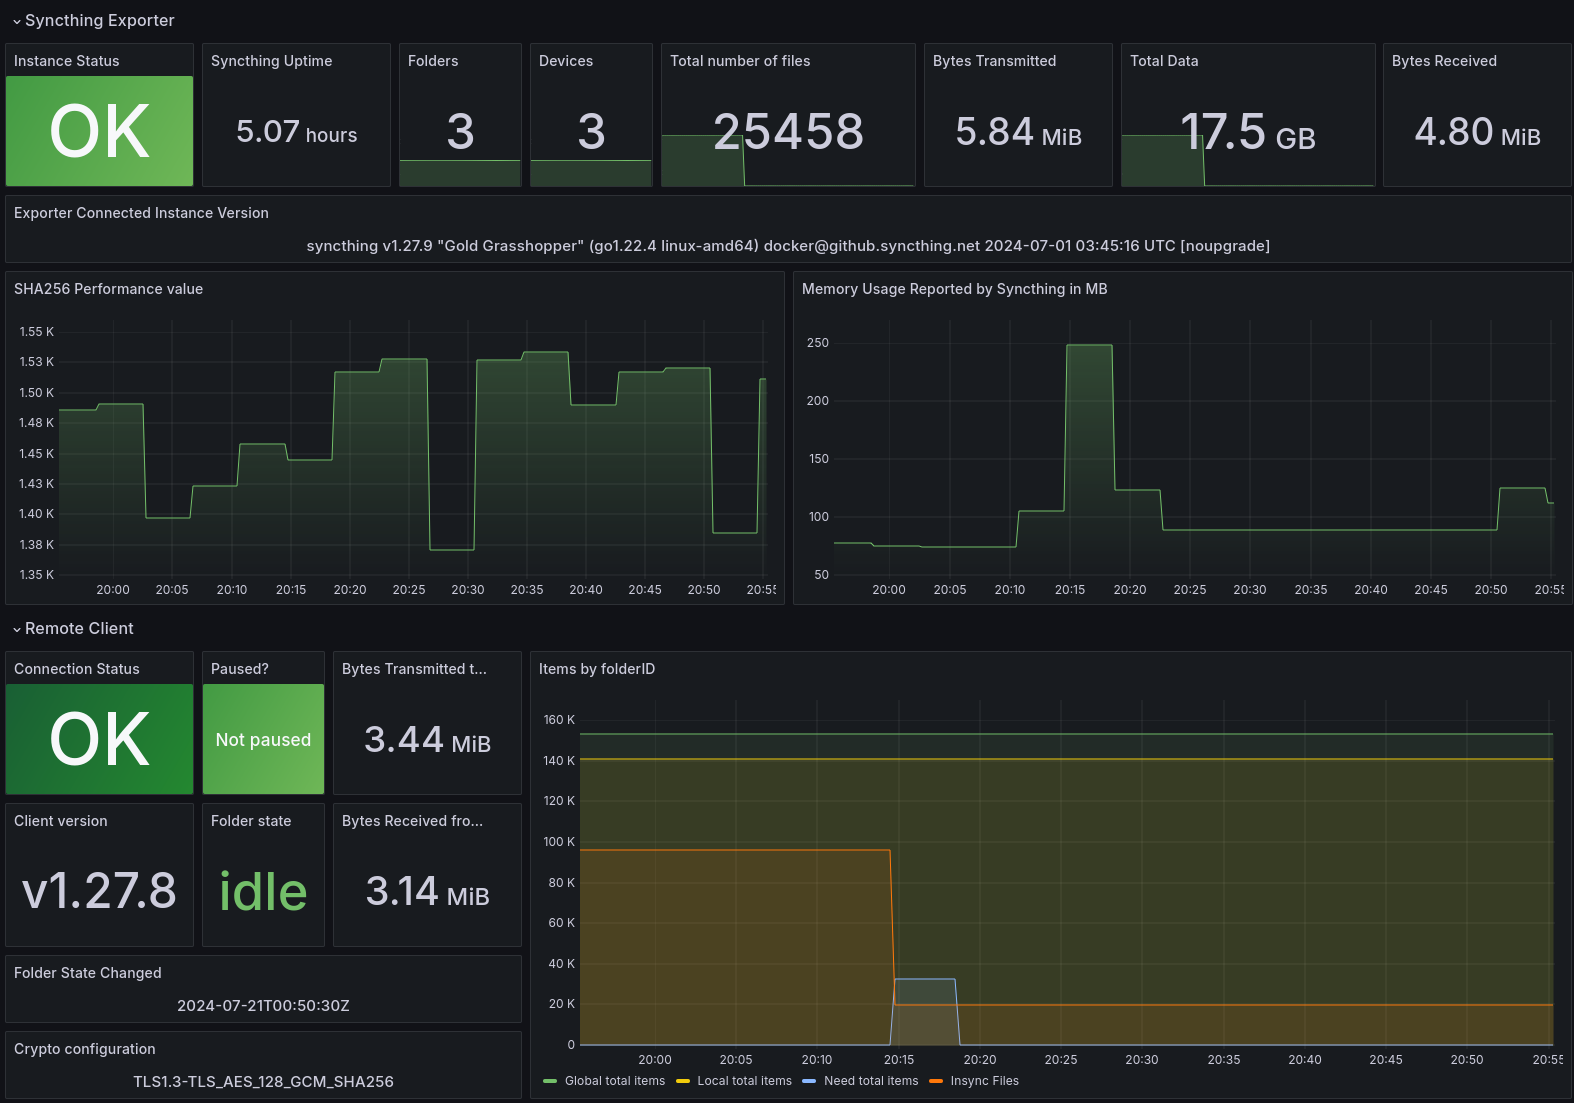 Syncthing Exporter
Instance Status
OK
Syncthing Uptime
5.07 hours
Folders
3
Devices
3
Total number of files
25458
Bytes Transmitted
5.84 MiB
Total Data
17.5 GB
Bytes Received
4.80 MiB
Exporter Connected Instance Version
syncthing v1.27.9 "Gold Grasshopper" (go1.22.4 linux-amd64) docker@github.syncthing.net 2024-07-01 03:45:16 UTC [noupgrade]
SHA256 Performance value
1.55 K
1.53 K
1.50 K
1.48 K
1.45 K
1.43 K
1.40 K
1.38 K
1.35 K
20:00 20:05 20:10 20:15 20:20 20:25 20:30 20:35 20:40 20:45 20:50 20:55
Memory Usage Reported by Syncthing in MB
250
200
150
100
50
20:00 20:05 20:10 20:15 20:20 20:25 20:30 20:35 20:40 20:45 20:50 20:55
Remote Client
Connection Status
OK
Paused?
Not paused
Bytes Transmitted t...
3.44 MiB
Client version
v1.27.8
Folder state
idle
Bytes Received fro...
3.14 MiB
Folder State Changed
2024-07-21T00:50:30Z
Crypto configuration
TLS1.3-TLS_AES_128_GCM_SHA256
Items by folderID
160 K
140 K
120 K
100 K
80 K
60 K
40 K
20 K
0
20:00 20:05 20:10 20:15 20:20 20:25 20:30 20:35 20:40 20:45 20:50 20:55
Global total items Local total items Need total items Insync Files